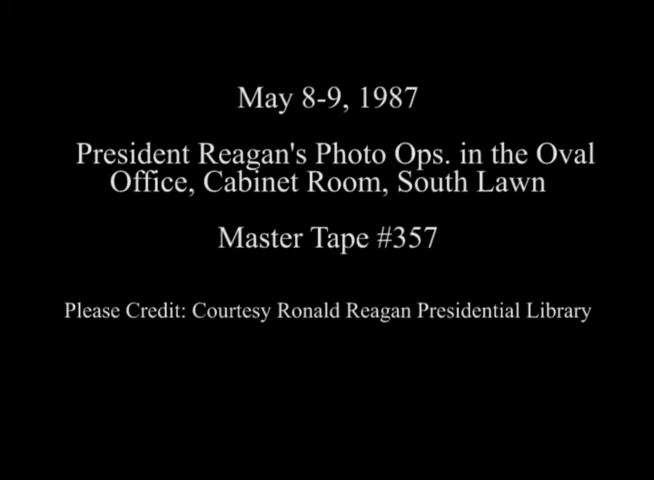 May 8-9, 1987
President Reagan's Photo Ops. in the Oval
Office, Cabinet Room, South Lawn
Master Tape #357
Please Credit: Courtesy Ronald Reagan Presidential Library